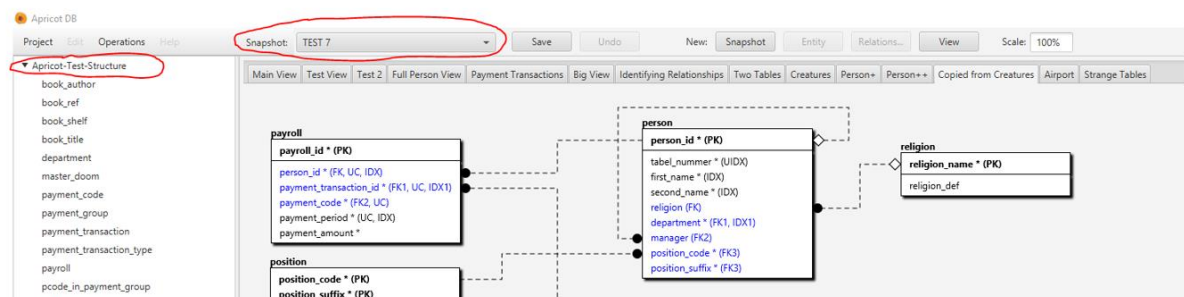 Apricot DB
Project Edit Operations Help
Snapshot: TEST 7 Save Undo New: Snapshot Entity Relations... View Scale: 100%
Apricot-Test-Structure
book_author
book_ref
book_shelf
book_title
department
master_doom
payment_code
payment_group
payment_transaction
payment_transaction_type
payroll
pcode_in_payment_group
Main View Test View Test 2 Full Person View Payment Transactions Big View Identifying Relationships Two Tables Creatures Person+ Person++ Copied from Creatures Airport Strange Tables
payroll
payroll_id * (PK)
person_id * (FK, UC, IDX)
payment_transaction_id * (FK1, UC, IDX1)
payment_code * (FK2, UC)
payment_period * (UC, IDX)
payment_amount *
position
position_code * (PK)
position_suffix * (PK)
person
person_id * (PK)
tabel_nummer * (UIDX)
first_name * (IDX)
second_name * (IDX)
religion (FK)
department * (FK1, IDX1)
manager (FK2)
position_code * (FK3)
position_suffix * (FK3)
religion
religion_name * (PK)
religion_def